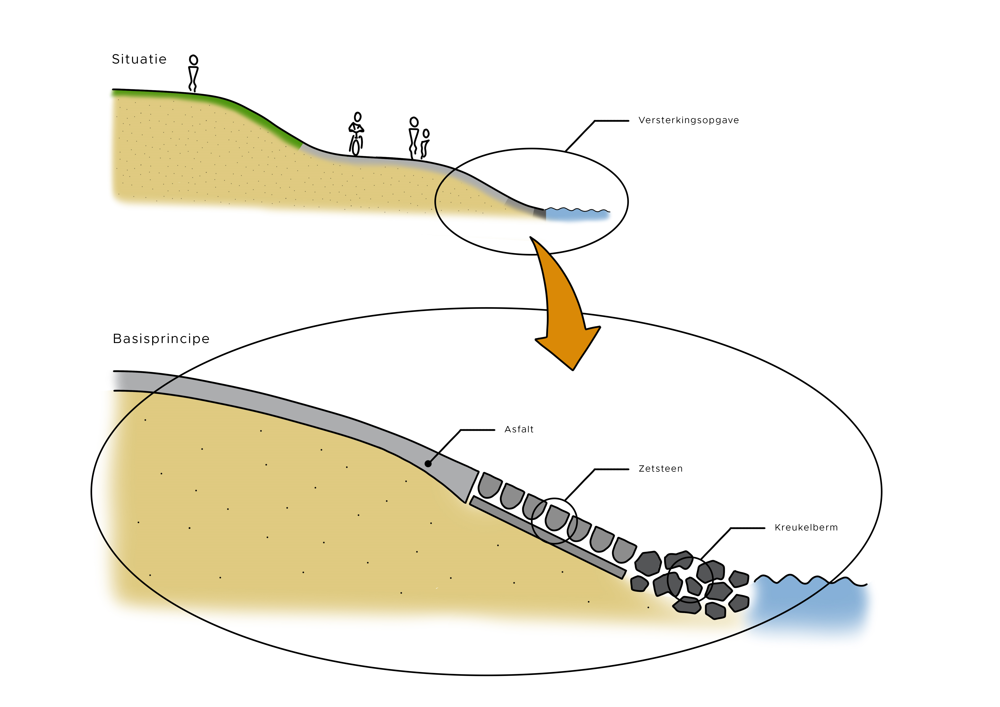 Situatie
Versterkingsopgave
Basisprincipe
Asfalt
Zetsteen
Kreukelberm